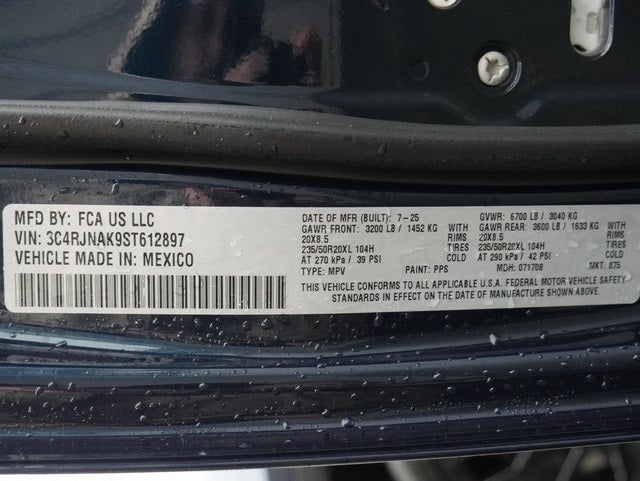 MFD BY: FCA US LLC
VIN: 3C4RJNAK9ST612897
VEHICLE MADE IN: MEXICO
DATE OF MFR (BUILT): 7-25 GVWR: 6700 LB / 3040 KG
GAWR FRONT: 3200 LB / 1452 KG WITH GAWR REAR: 3600 LB / 1633 KG WITH
20X8.5 RIMS 20X8.5 RIMS
235/50R20XL 104H TIRES 235/50R20XL 104H TIRES
AT 270 kPa / 39 PSI COLD AT 290 kPa / 42 PSI COLD
TYPE: MPV PAINT: PPS MDH: 071708 MKT: 875
THIS VEHICLE CONFORMS TO ALL APPLICABLE U.S.A. FEDERAL MOTOR VEHICLE SAFETY
STANDARDS IN EFFECT ON THE DATE OF MANUFACTURE SHOWN ABOVE.